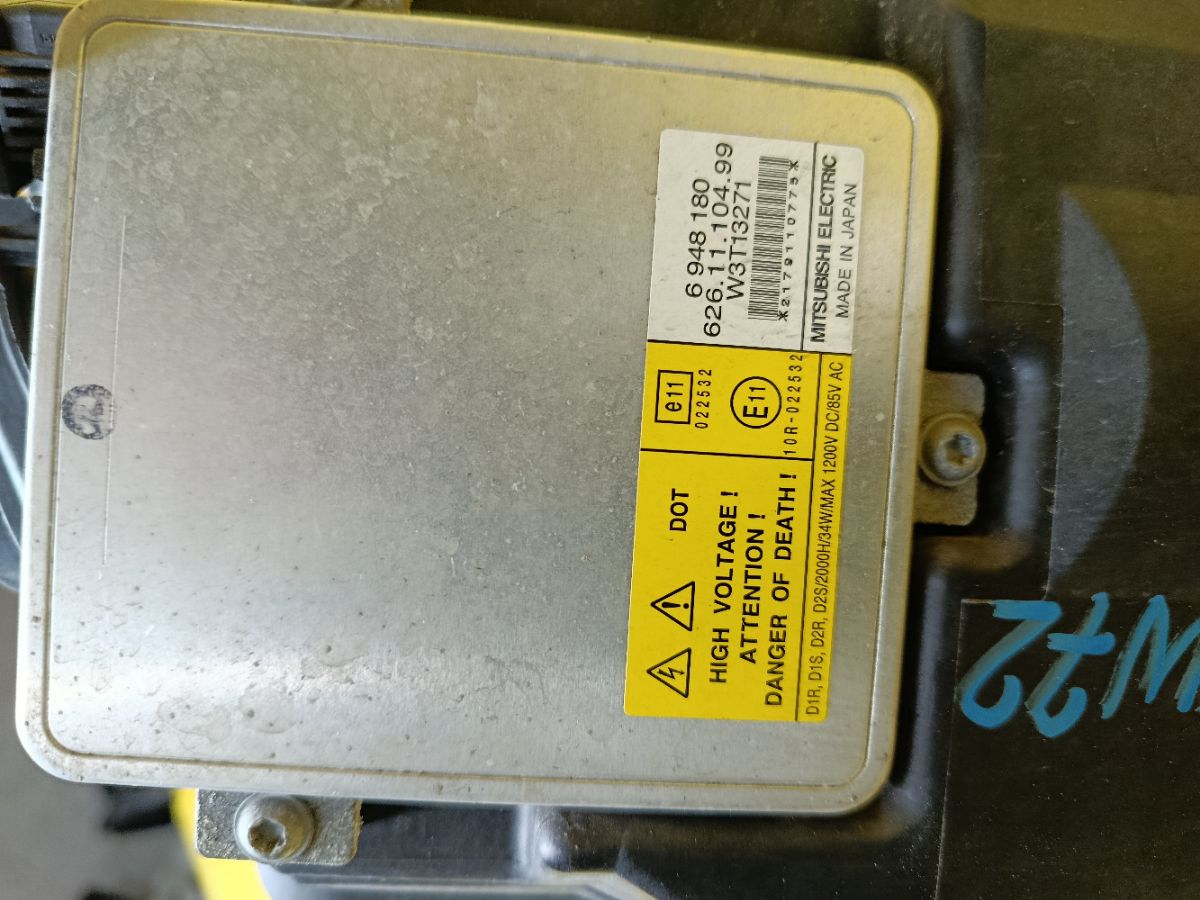 6 948 180
626.11.104.99
W3T13271
*2179110775*
MITSUBISHI ELECTRIC
MADE IN JAPAN
e11
022532
E11
10R-022532
DOT
HIGH VOLTAGE !
ATTENTION !
DANGER OF DEATH !
D1R, D1S, D2R, D2S/2000H/34W/MAX 1200V DC/85V AC